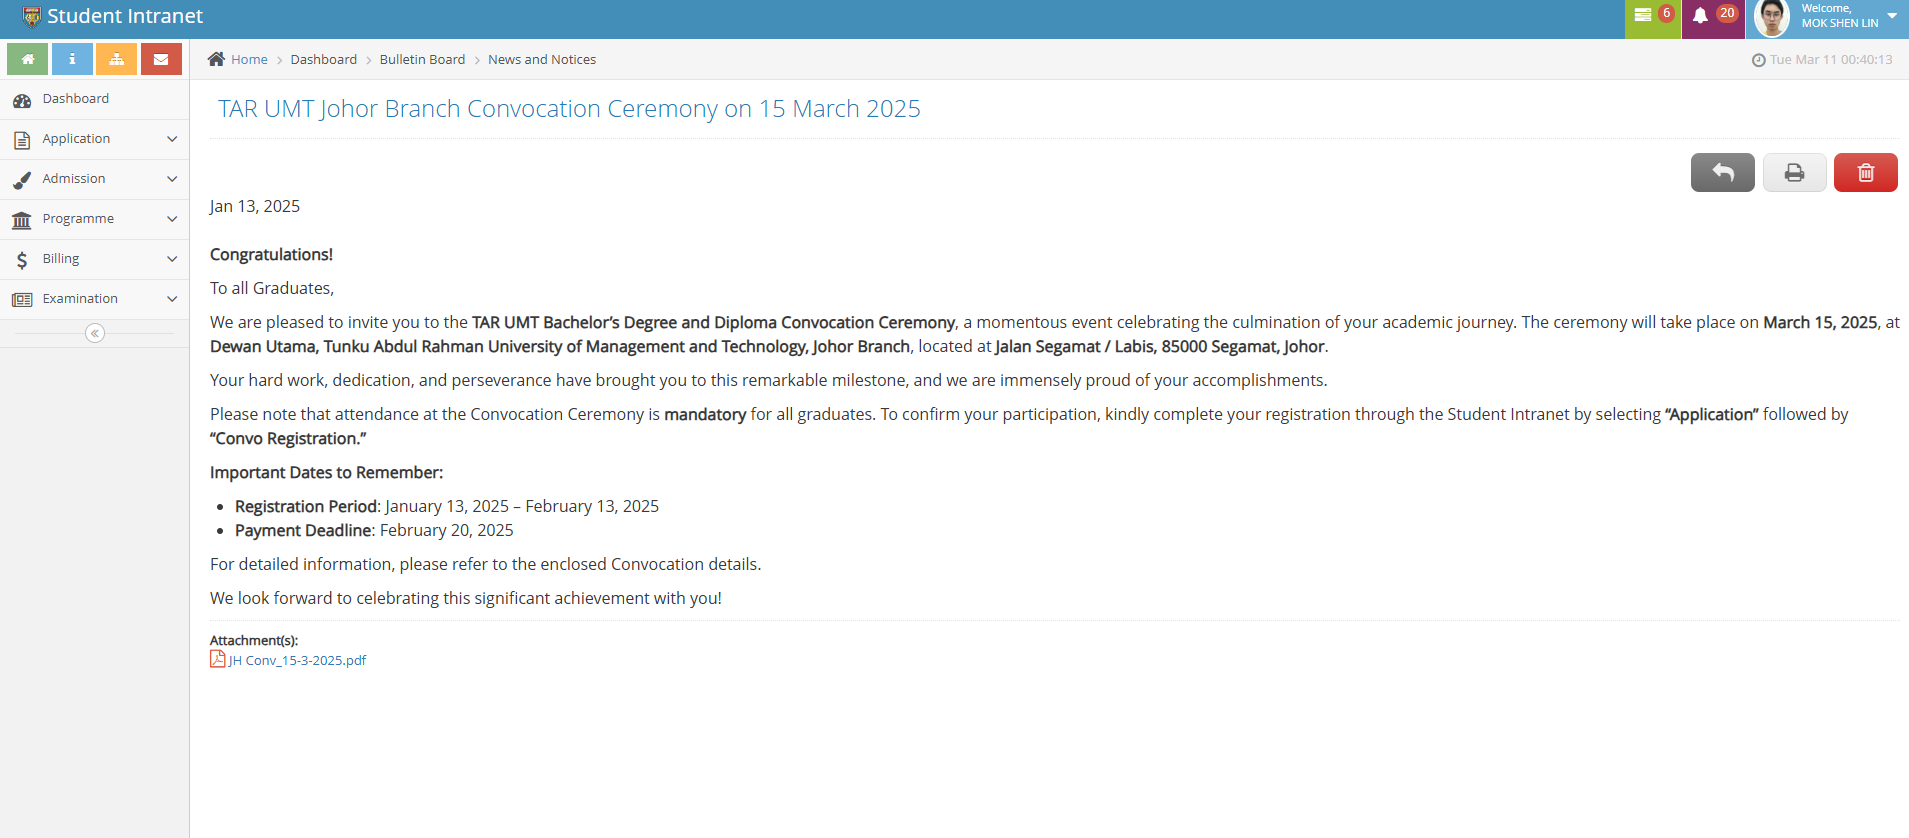 Student Intranet
6
20
Welcome,
MOK SHEN LIN
Home > Dashboard > Bulletin Board > News and Notices
Tue Mar 11 00:40:13
Dashboard
Application
Admission
Programme
Billing
Examination
TAR UMT Johor Branch Convocation Ceremony on 15 March 2025
Jan 13, 2025
Congratulations!
To all Graduates,
We are pleased to invite you to the TAR UMT Bachelor’s Degree and Diploma Convocation Ceremony, a momentous event celebrating the culmination of your academic journey. The ceremony will take place on March 15, 2025, at
Dewan Utama, Tunku Abdul Rahman University of Management and Technology, Johor Branch, located at Jalan Segamat / Labis, 85000 Segamat, Johor.
Your hard work, dedication, and perseverance have brought you to this remarkable milestone, and we are immensely proud of your accomplishments.
Please note that attendance at the Convocation Ceremony is mandatory for all graduates. To confirm your participation, kindly complete your registration through the Student Intranet by selecting “Application” followed by
“Convo Registration.”
Important Dates to Remember:
• Registration Period: January 13, 2025 – February 13, 2025
• Payment Deadline: February 20, 2025
For detailed information, please refer to the enclosed Convocation details.
We look forward to celebrating this significant achievement with you!
Attachment(s):
JH Conv_15-3-2025.pdf